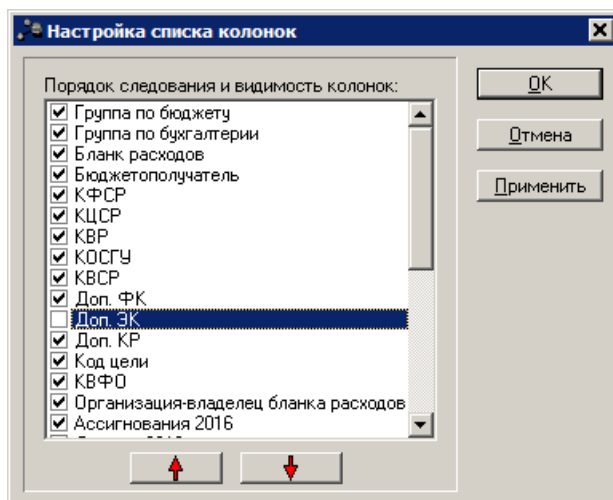 Настройка списка колонок
Порядок следования и видимость колонок:
Группа по бюджету
Группа по бухгалтерии
Бланк расходов
Бюджетополучатель
КФСР
КЦСР
КВР
КОСГУ
КВСР
Доп. ФК
Доп. ЭК
Доп. КР
Код цели
КВФО
Организация-владелец бланка расходов
Ассигнования 2016
OK
Отмена
Применить